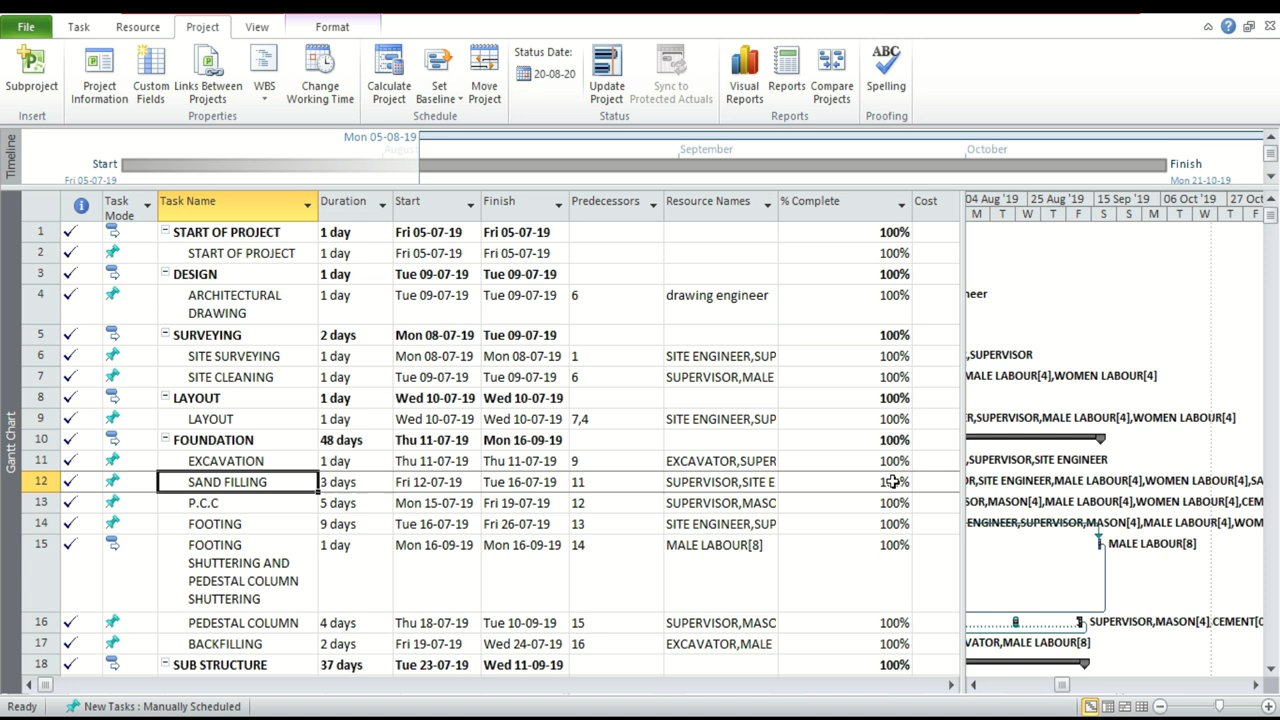 File Task Resource Project View Format
Subproject Project Information Custom Fields Links Between Projects WBS Change Working Time Calculate Project Set Baseline Move Project Status Date: 20-08-20 Update Project Sync to Protected Actuals Visual Reports Reports Compare Projects ABC Spelling
Insert Properties Schedule Status Reports Proofing
Timeline
Mon 05-08-19
August September October
Start Finish
Fri 05-07-19 Mon 21-10-19
Gantt Chart
Task Mode Task Name Duration Start Finish Predecessors Resource Names % Complete Cost 04 Aug '19 25 Aug '19 15 Sep '19 06 Oct '19 27 Oct
M T W T F S S M T W T F
1 START OF PROJECT 1 day Fri 05-07-19 Fri 05-07-19 100%
2 START OF PROJECT 1 day Fri 05-07-19 Fri 05-07-19 100%
3 DESIGN 1 day Tue 09-07-19 Tue 09-07-19 100%
4 ARCHITECTURAL DRAWING 1 day Tue 09-07-19 Tue 09-07-19 6 drawing engineer 100% neer
5 SURVEYING 2 days Mon 08-07-19 Tue 09-07-19 100%
6 SITE SURVEYING 1 day Mon 08-07-19 Mon 08-07-19 1 SITE ENGINEER,SUP 100% ,SUPERVISOR
7 SITE CLEANING 1 day Tue 09-07-19 Tue 09-07-19 6 SUPERVISOR,MALE 100% MALE LABOUR[4],WOMEN LABOUR[4]
8 LAYOUT 1 day Wed 10-07-19 Wed 10-07-19 100%
9 LAYOUT 1 day Wed 10-07-19 Wed 10-07-19 7,4 SITE ENGINEER,SUP 100% R,SUPERVISOR,MALE LABOUR[4],WOMEN LABOUR[4]
10 FOUNDATION 48 days Thu 11-07-19 Mon 16-09-19 100%
11 EXCAVATION 1 day Thu 11-07-19 Thu 11-07-19 9 EXCAVATOR,SUPER 100% ,SUPERVISOR,SITE ENGINEER
12 SAND FILLING 3 days Fri 12-07-19 Tue 16-07-19 11 SUPERVISOR,SITE E R,SITE ENGINEER,MALE LABOUR[4],WOMEN LABOUR[4],SA
13 P.C.C 5 days Mon 15-07-19 Fri 19-07-19 12 SUPERVISOR,MASC 100% SOR,MASON[4],MALE LABOUR[4],WOMEN LABOUR[4],CEM
14 FOOTING 9 days Tue 16-07-19 Fri 26-07-19 13 SITE ENGINEER,SUP 100% ENGINEER,SUPERVISOR,MASON[4],MALE LABOUR[4],WOM
15 FOOTING SHUTTERING AND PEDESTAL COLUMN SHUTTERING 1 day Mon 16-09-19 Mon 16-09-19 14 MALE LABOUR[8] 100% MALE LABOUR[8]
16 PEDESTAL COLUMN 4 days Thu 18-07-19 Tue 10-09-19 15 SUPERVISOR,MASC 100% SUPERVISOR,MASON[4],CEMENT[0
17 BACKFILLING 2 days Fri 19-07-19 Wed 24-07-19 16 EXCAVATOR,MALE 100% VATOR,MALE LABOUR[8]
18 SUB STRUCTURE 37 days Tue 23-07-19 Wed 11-09-19 100%
Ready New Tasks : Manually Scheduled